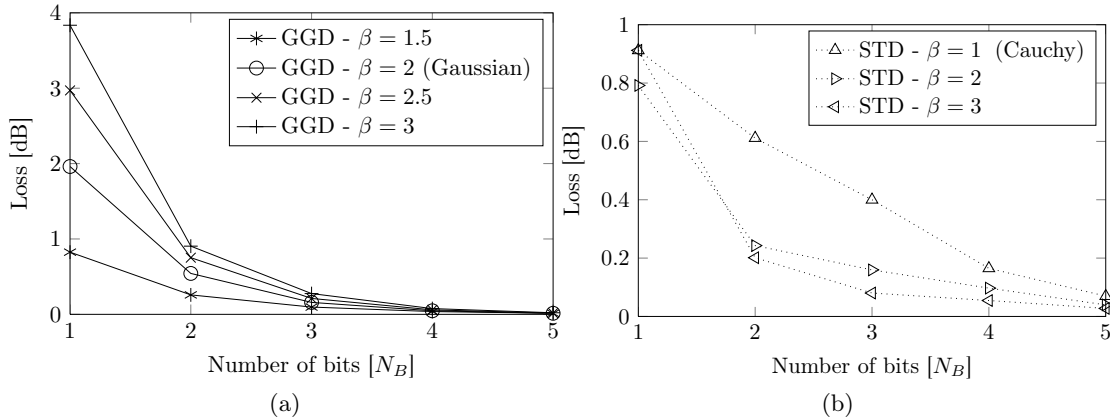 4
3
2
1
0
Loss [dB]
GGD - β = 1.5
GGD - β = 2 (Gaussian)
GGD - β = 2.5
GGD - β = 3
1 2 3 4 5
Number of bits [N_B]
(a)
1
0.8
0.6
0.4
0.2
0
Loss [dB]
STD - β = 1 (Cauchy)
STD - β = 2
STD - β = 3
1 2 3 4 5
Number of bits [N_B]
(b)